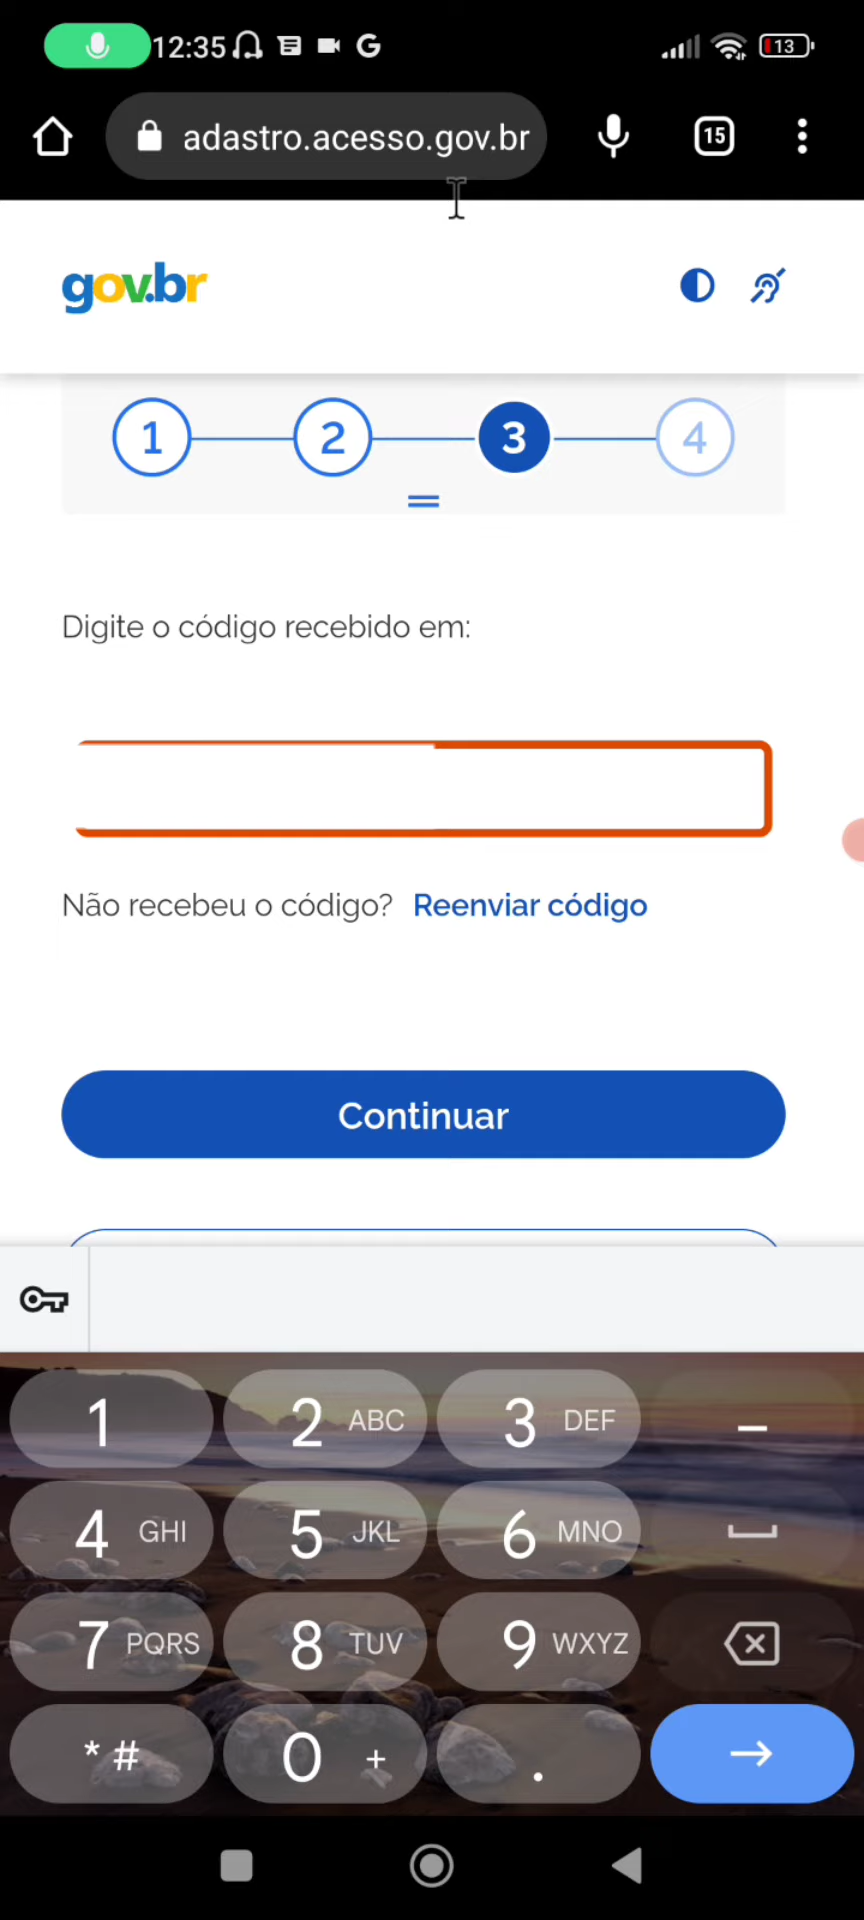 12:35 G 13
adastro.acesso.gov.br 15
gov.br
1 2 3 4
Digite o código recebido em:
Não recebeu o código? Reenviar código
Continuar
1 2 ABC 3 DEF –
4 GHI 5 JKL 6 MNO
7 PQRS 8 TUV 9 WXYZ
* # 0 + .